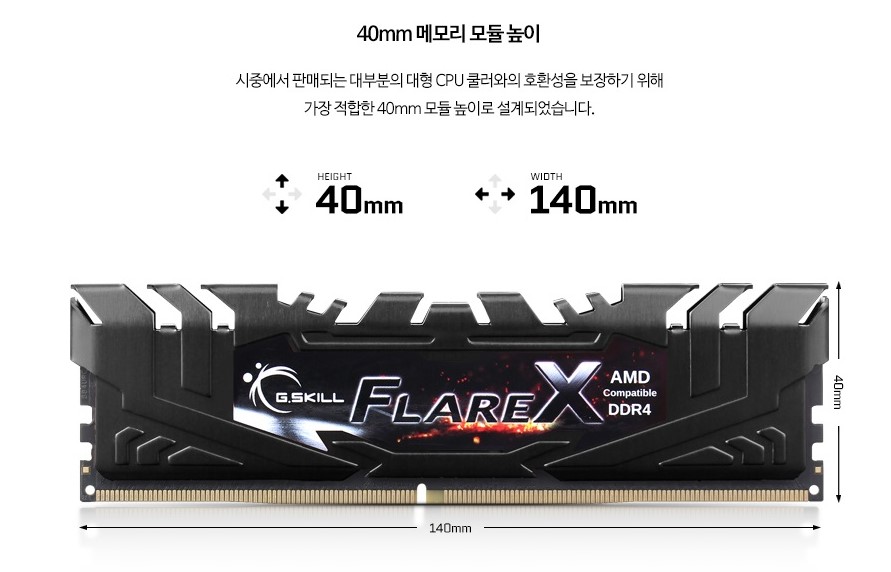 40mm 메모리 모듈 높이
시중에서 판매되는 대부분의 대형 CPU 쿨러와의 호환성을 보장하기 위해
가장 적합한 40mm 모듈 높이로 설계되었습니다.
HEIGHT
40mm
WIDTH
140mm
G.SKILL
FLAREX
AMD
Compatible
DDR4
40mm
140mm